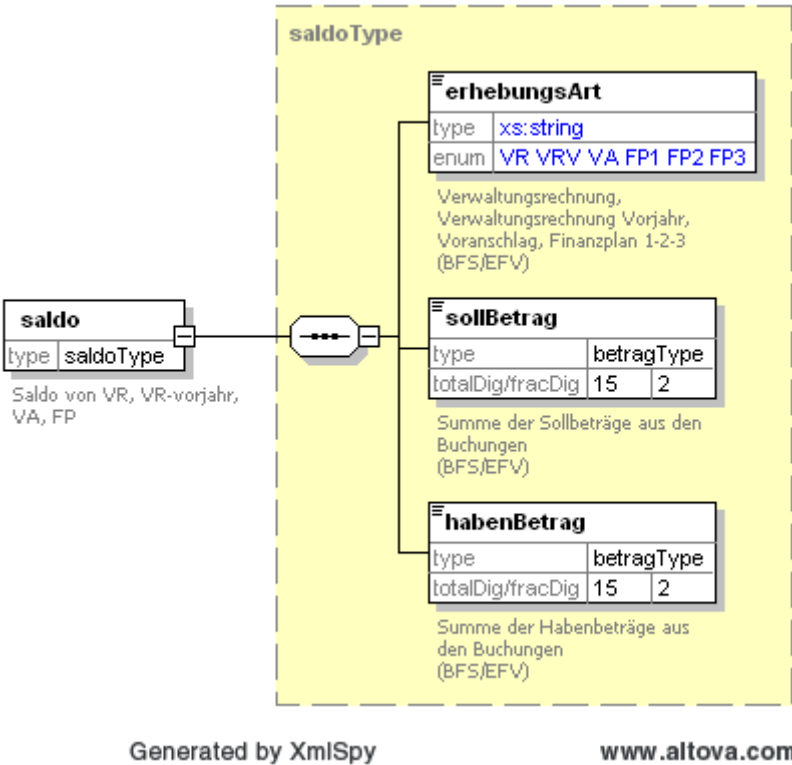 saldoType
erhebungsArt
type xs:string
enum VR VRV VA FP1 FP2 FP3
Verwaltungsrechnung,
Verwaltungsrechnung Vorjahr,
Voranschlag, Finanzplan 1-2-3
(BFS/EFV)
saldo
type saldoType
Saldo von VR, VR-vorjahr,
VA, FP
sollBetrag
type betragType
totalDig/fracDig 15 2
Summe der Sollbeträge aus den
Buchungen
(BFS/EFV)
habenBetrag
type betragType
totalDig/fracDig 15 2
Summe der Habenbeträge aus
den Buchungen
(BFS/EFV)
Generated by XmlSpy www.altova.com